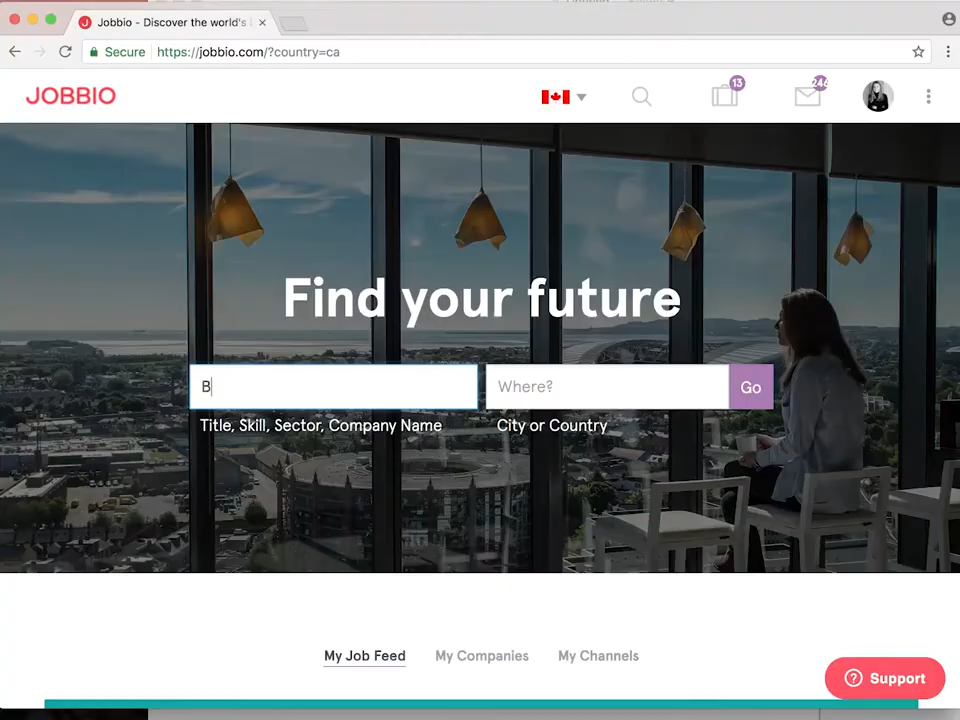 Jobbio - Discover the world's
Secure https://jobbio.com/?country=ca
JOBBIO
13
246
Find your future
B
Where?
Go
Title, Skill, Sector, Company Name
City or Country
My Job Feed
My Companies
My Channels
Support